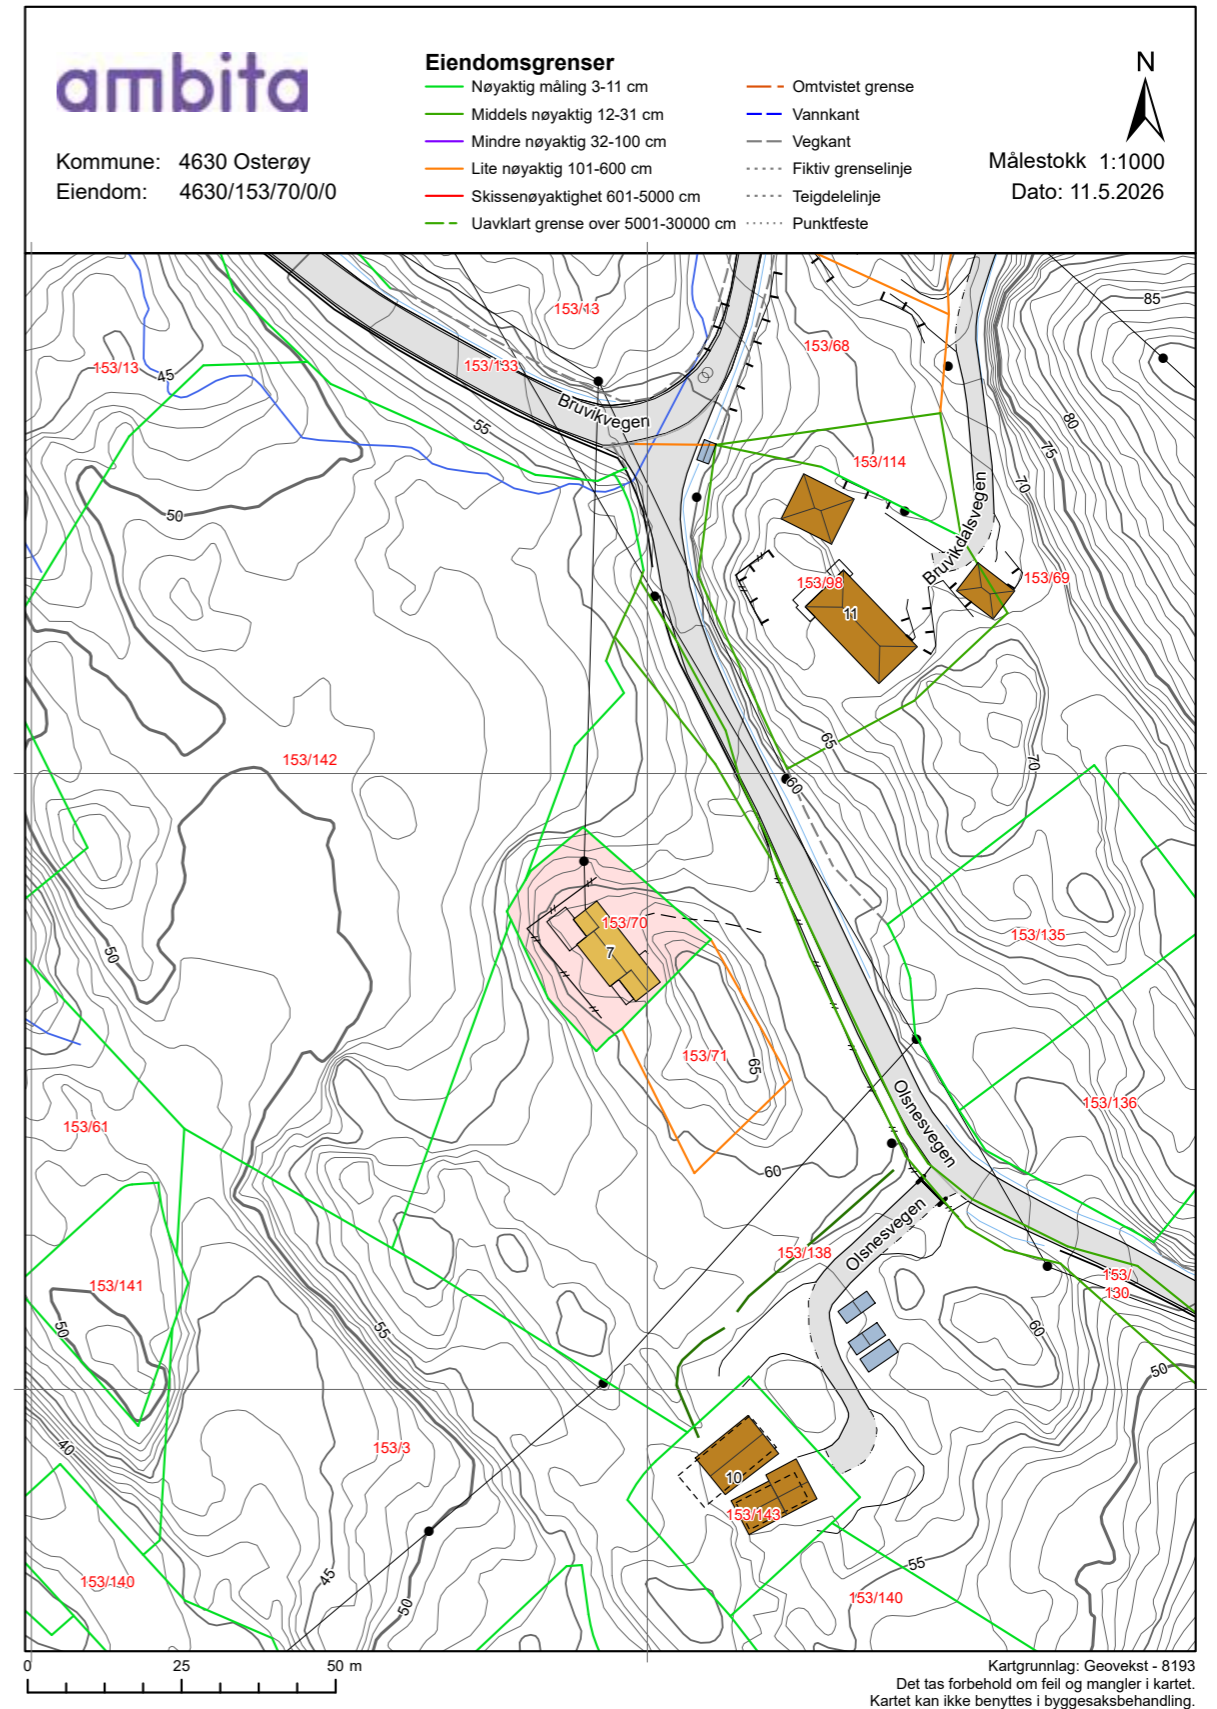 ambita
Kommune: 4630 Osterøy
Eiendom: 4630/153/70/0/0
Eiendomsgrenser
Nøyaktig måling 3-11 cm
Middels nøyaktig 12-31 cm
Mindre nøyaktig 32-100 cm
Lite nøyaktig 101-600 cm
Skissenøyaktighet 601-5000 cm
Uavklart grense over 5001-30000 cm
Omtvistet grense
Vannkant
Vegkant
Fiktiv grenselinje
Teigdelelinje
Punktfeste
N
Målestokk 1:1000
Dato: 11.5.2026
85
153/13
153/68
153/13
45
153/133
Bruvikvegen
55
80
75
153/114
70
50
Bruvikdalsvegen
153/98
153/69
11
65
153/142
70
60
153/70
7
153/135
50
153/71
65
Olsnesvegen
153/136
153/61
60
Olsnesvegen
153/138
153/141
153/
130
50
55
60
50
40
153/3
10
153/143
55
45
153/140
50
153/140
0 25 50 m
Kartgrunnlag: Geovekst - 8193
Det tas forbehold om feil og mangler i kartet.
Kartet kan ikke benyttes i byggesaksbehandling.